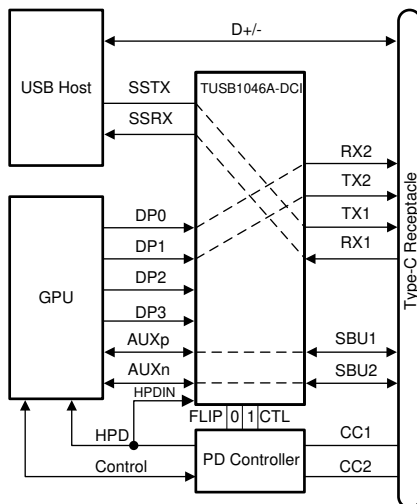 D+/-
USB Host
SSTX
SSRX
TUSB1046A-DCI
RX2
TX2
TX1
RX1
Type-C Receptacle
GPU
DP0
DP1
DP2
DP3
AUXp
AUXn
HPDIN
SBU1
SBU2
FLIP 0 1 CTL
HPD
Control
PD Controller
CC1
CC2